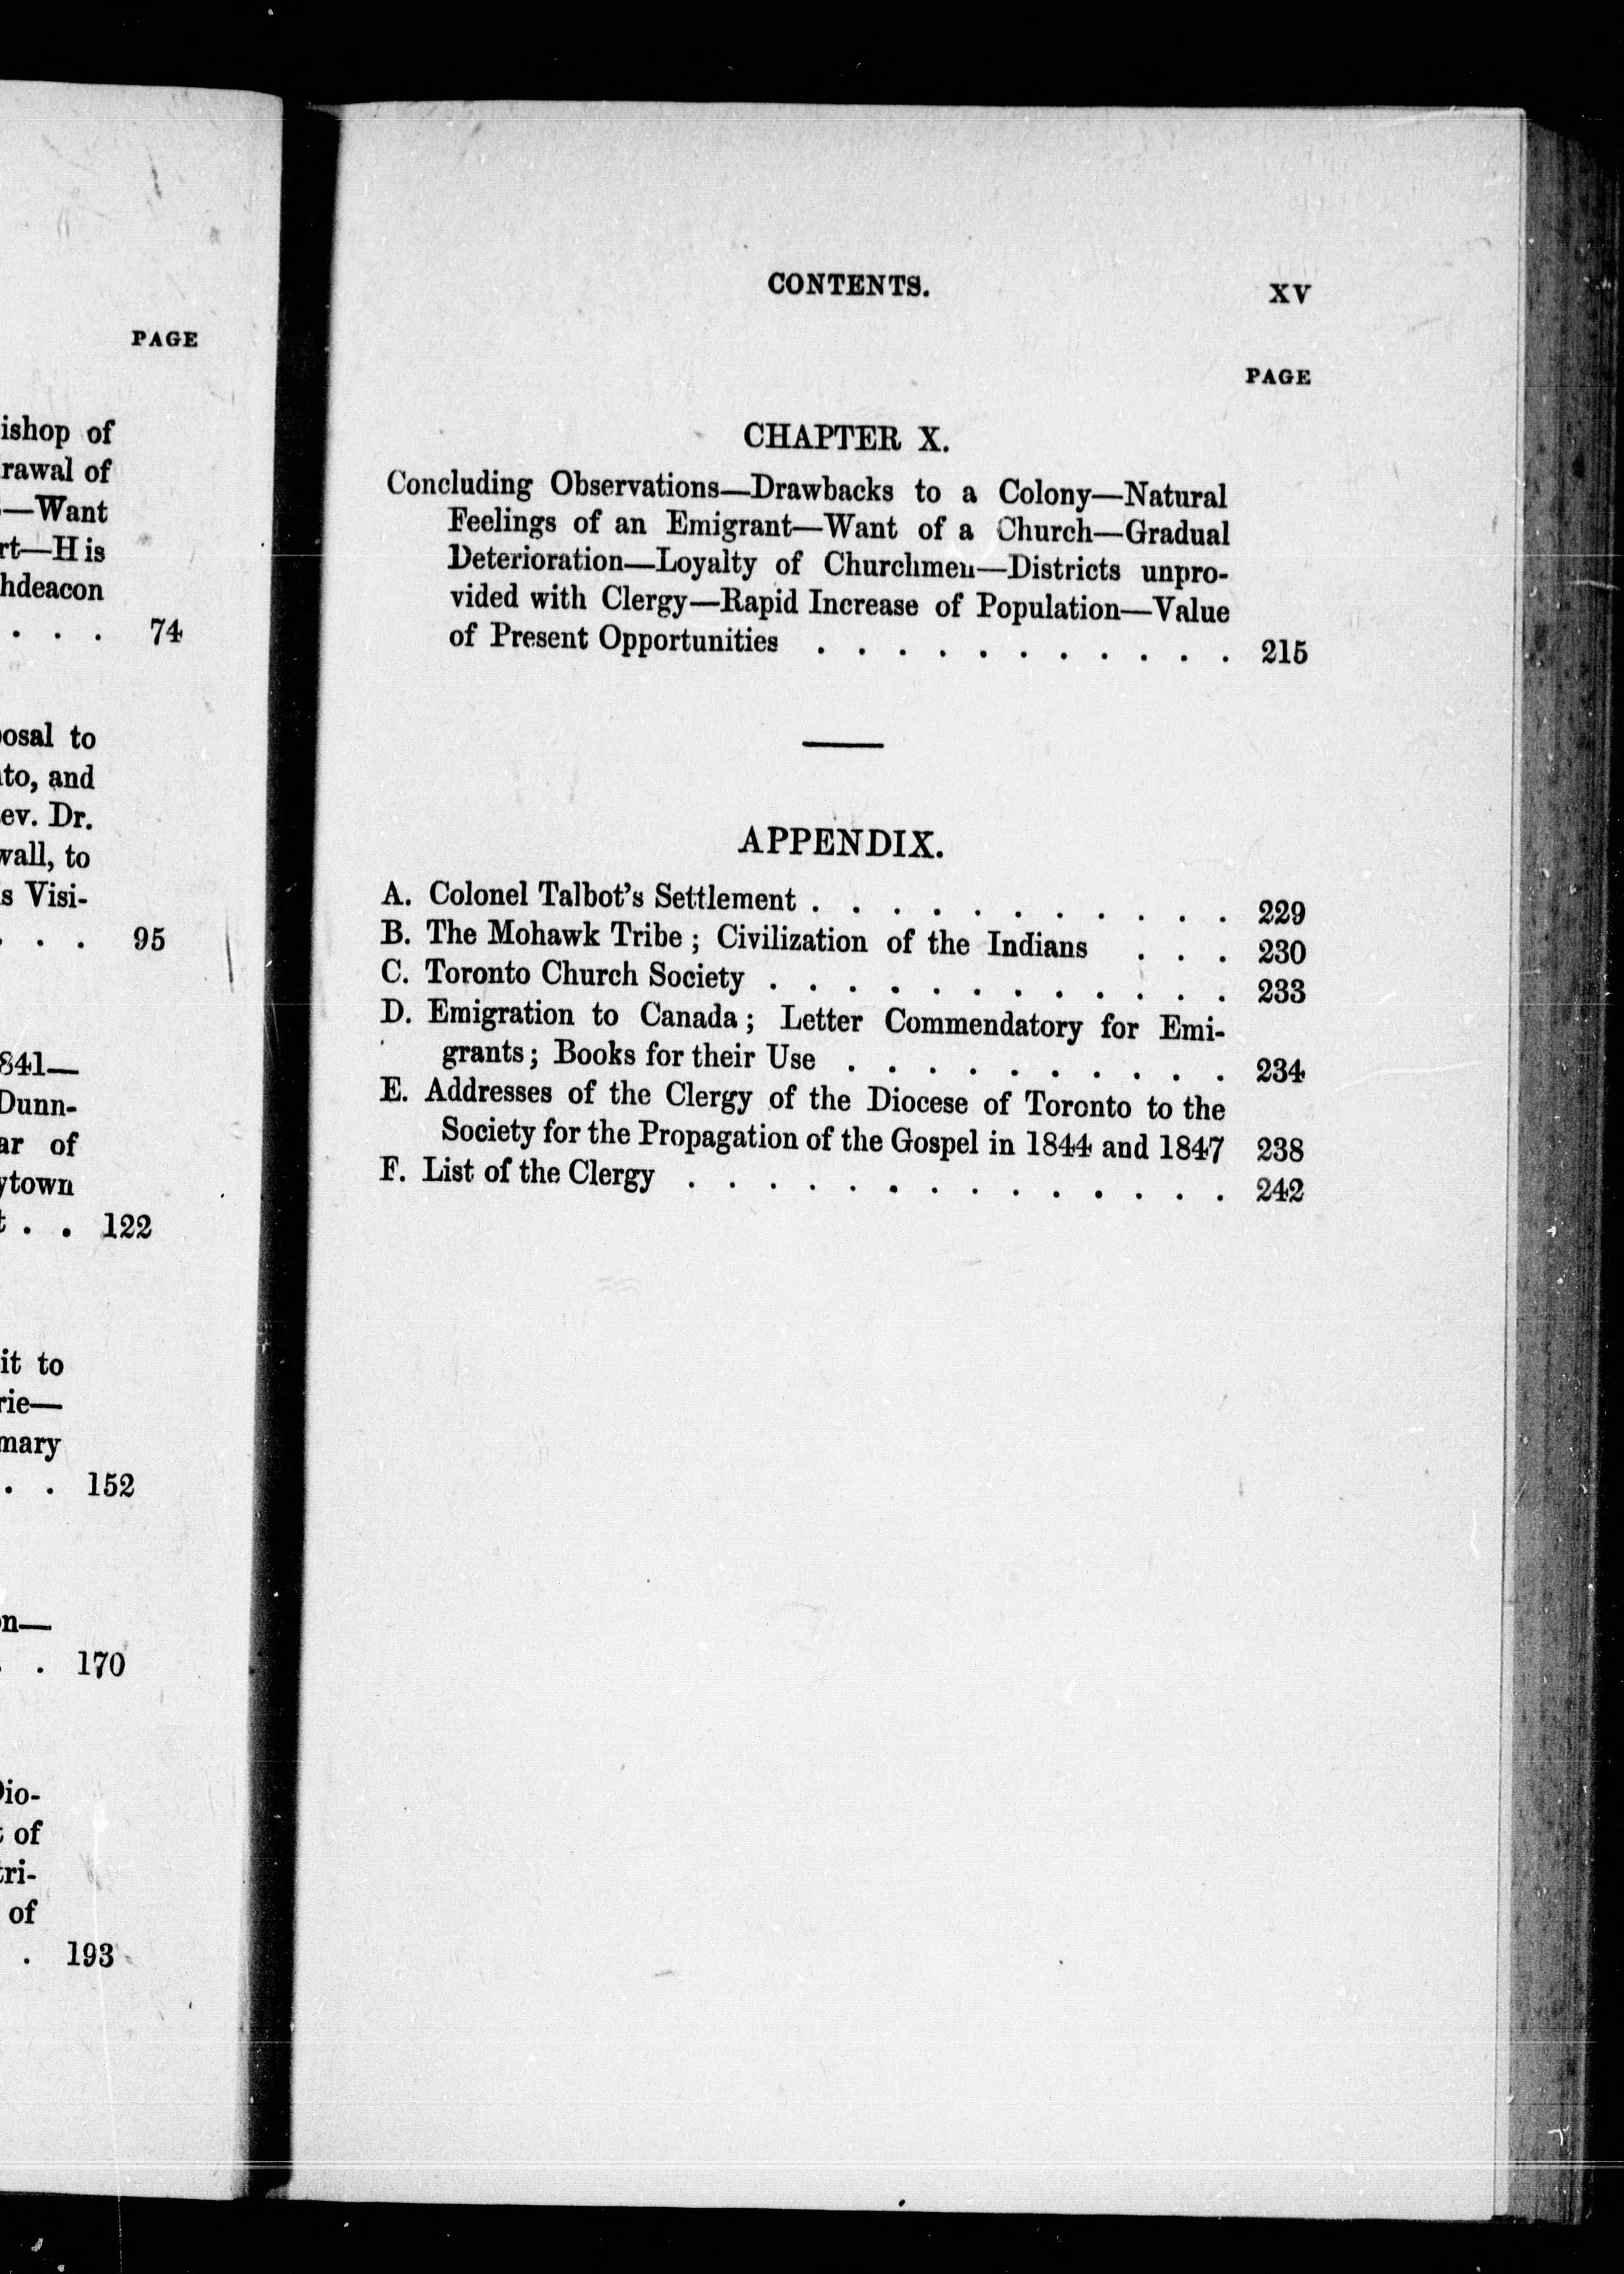 PAGE
ishop of
rawal of
—Want
rt—His
hdeacon
. . . 74
osal to
to, and
ev. Dr.
wall, to
s Visi-
. . . 95
841—
Dunn-
ar of
ytown
t . . 122
it to
rie—
mary
. . 152
on—
. . 170
Dio-
t of
tri-
of
. 193
CONTENTS. XV
PAGE
CHAPTER X.
Concluding Observations—Drawbacks to a Colony—Natural
Feelings of an Emigrant—Want of a Church—Gradual
Deterioration—Loyalty of Churchmen—Districts unpro-
vided with Clergy—Rapid Increase of Population—Value
of Present Opportunities . . . . . . . . . . . 215
APPENDIX.
A. Colonel Talbot's Settlement . . . . . . . . . . . 229
B. The Mohawk Tribe; Civilization of the Indians . . . 230
C. Toronto Church Society . . . . . . . . . . . . 233
D. Emigration to Canada; Letter Commendatory for Emi-
grants; Books for their Use . . . . . . . . . . 234
E. Addresses of the Clergy of the Diocese of Toronto to the
Society for the Propagation of the Gospel in 1844 and 1847 238
F. List of the Clergy . . . . . . . . . . . . . . 242